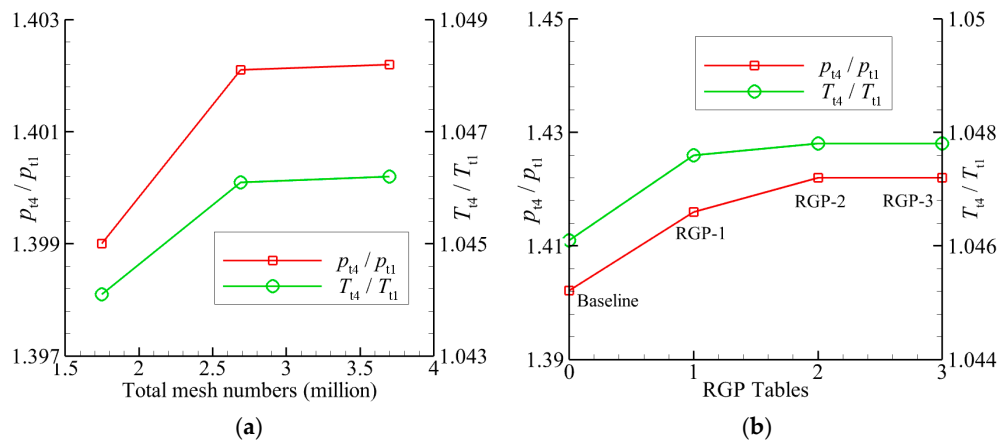 1.403
1.401
1.399
1.397
p_t4 / p_t1
1.049
1.047
1.045
1.043
T_t4 / T_t1
p_t4 / p_t1
T_t4 / T_t1
1.5
2
2.5
3
3.5
4
Total mesh numbers (million)
(a)
1.45
1.43
1.41
1.39
p_t4 / p_t1
1.05
1.048
1.046
1.044
T_t4 / T_t1
p_t4 / p_t1
T_t4 / T_t1
Baseline
RGP-1
RGP-2
RGP-3
0
1
2
3
RGP Tables
(b)